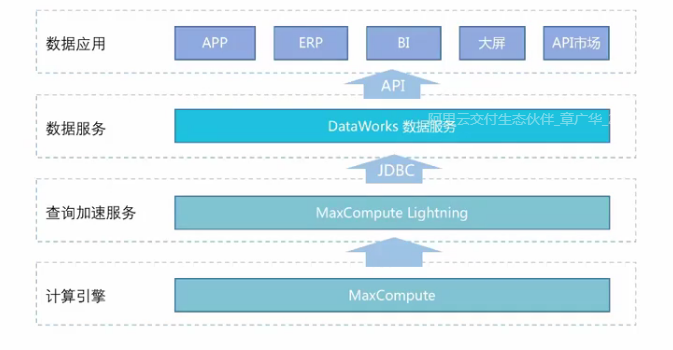 数据应用
APP
ERP
BI
大屏
API市场
API
数据服务
DataWorks 数据服务
阿里云交付生态伙伴_章广华_
JDBC
查询加速服务
MaxCompute Lightning
计算引擎
MaxCompute